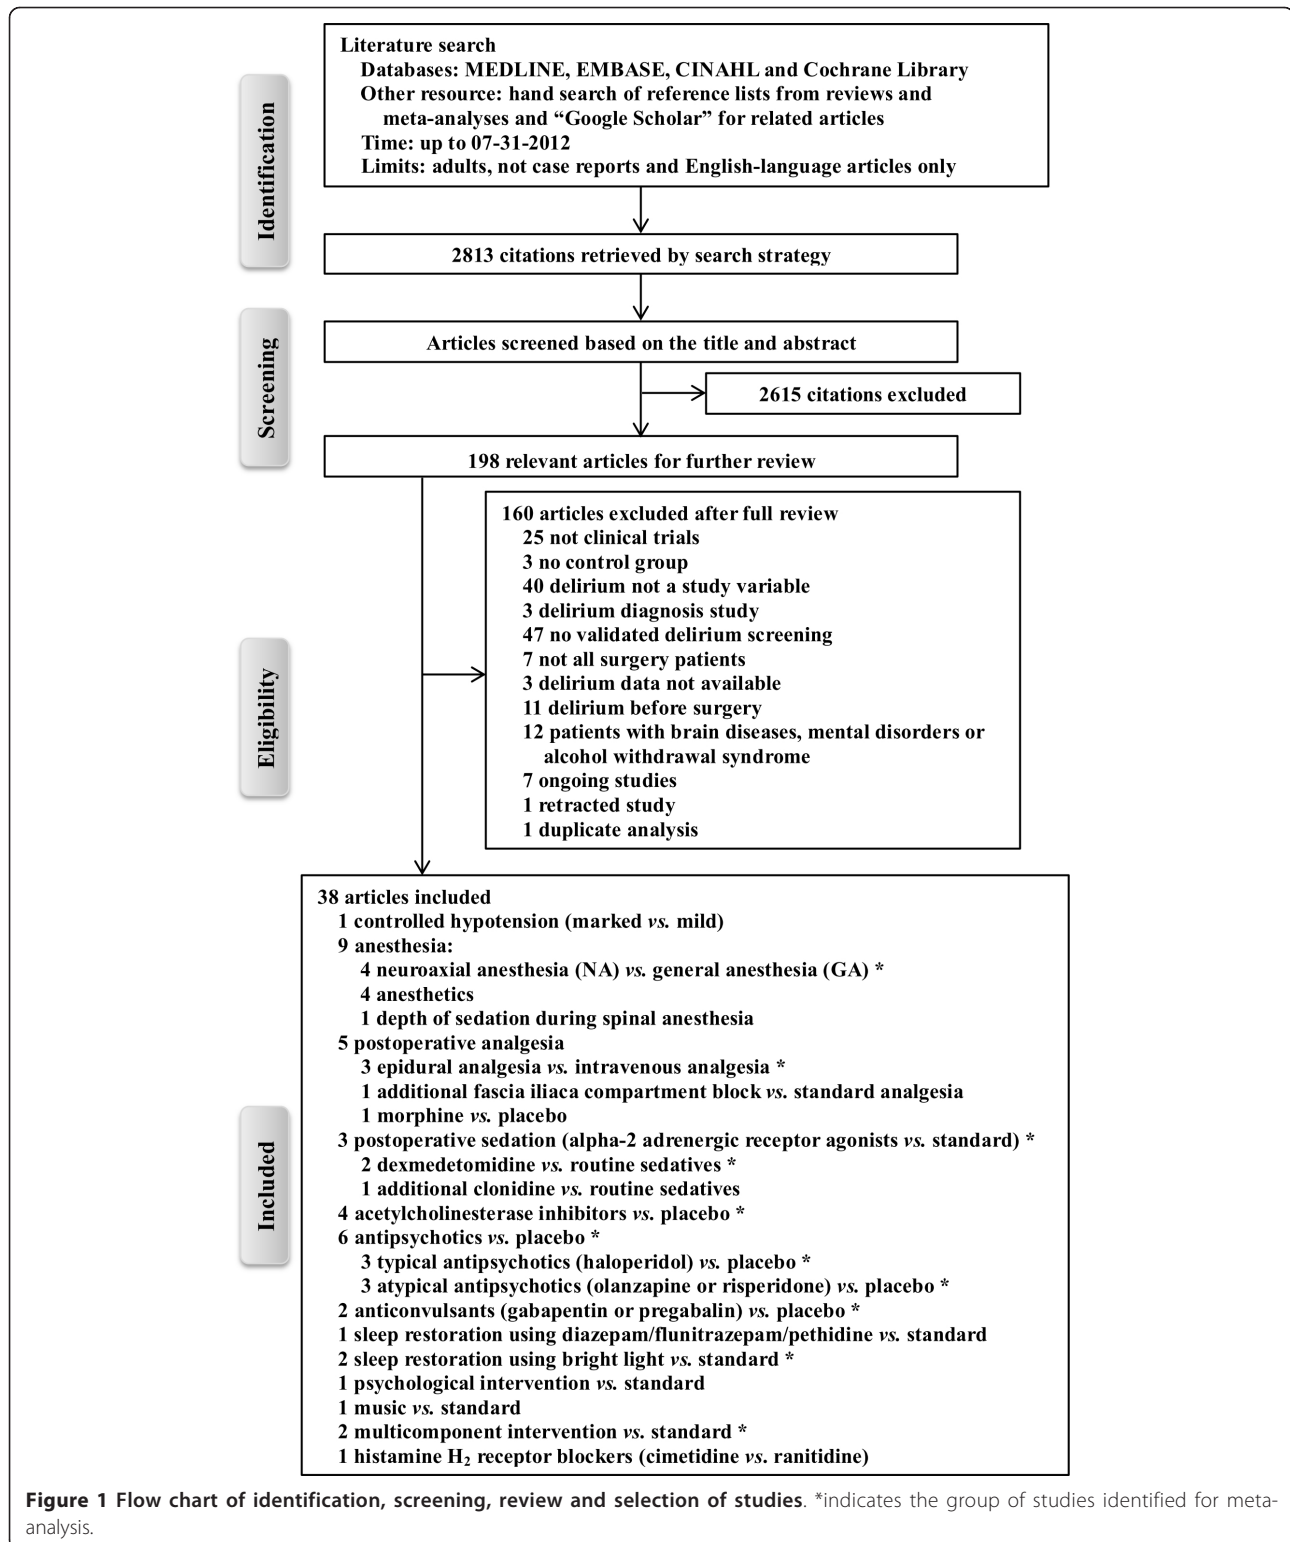 Literature search
Databases: MEDLINE, EMBASE, CINAHL and Cochrane Library
Other resource: hand search of reference lists from reviews and
meta-analyses and “Google Scholar” for related articles
Time: up to 07-31-2012
Limits: adults, not case reports and English-language articles only
Identification
2813 citations retrieved by search strategy
Screening
Articles screened based on the title and abstract
2615 citations excluded
198 relevant articles for further review
Eligibility
160 articles excluded after full review
25 not clinical trials
3 no control group
40 delirium not a study variable
3 delirium diagnosis study
47 no validated delirium screening
7 not all surgery patients
3 delirium data not available
11 delirium before surgery
12 patients with brain diseases, mental disorders or
alcohol withdrawal syndrome
7 ongoing studies
1 retracted study
1 duplicate analysis
Included
38 articles included
1 controlled hypotension (marked vs. mild)
9 anesthesia:
4 neuroaxial anesthesia (NA) vs. general anesthesia (GA) *
4 anesthetics
1 depth of sedation during spinal anesthesia
5 postoperative analgesia
3 epidural analgesia vs. intravenous analgesia *
1 additional fascia iliaca compartment block vs. standard analgesia
1 morphine vs. placebo
3 postoperative sedation (alpha-2 adrenergic receptor agonists vs. standard) *
2 dexmedetomidine vs. routine sedatives *
1 additional clonidine vs. routine sedatives
4 acetylcholinesterase inhibitors vs. placebo *
6 antipsychotics vs. placebo *
3 typical antipsychotics (haloperidol) vs. placebo *
3 atypical antipsychotics (olanzapine or risperidone) vs. placebo *
2 anticonvulsants (gabapentin or pregabalin) vs. placebo *
1 sleep restoration using diazepam/flunitrazepam/pethidine vs. standard
2 sleep restoration using bright light vs. standard *
1 psychological intervention vs. standard
1 music vs. standard
2 multicomponent intervention vs. standard *
1 histamine H₂ receptor blockers (cimetidine vs. ranitidine)
Figure 1 Flow chart of identification, screening, review and selection of studies. *indicates the group of studies identified for meta-
analysis.